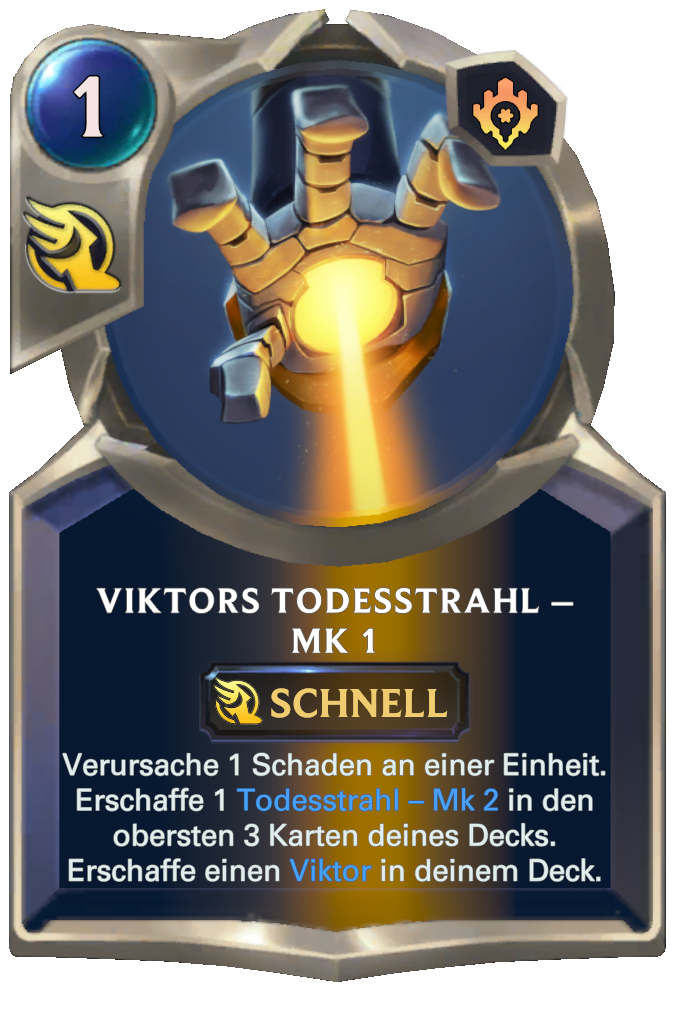 1
VIKTORS TODESSTRAHL –
MK 1
SCHNELL
Verursache 1 Schaden an einer Einheit.
Erschaffe 1 Todesstrahl – Mk 2 in den
obersten 3 Karten deines Decks.
Erschaffe einen Viktor in deinem Deck.